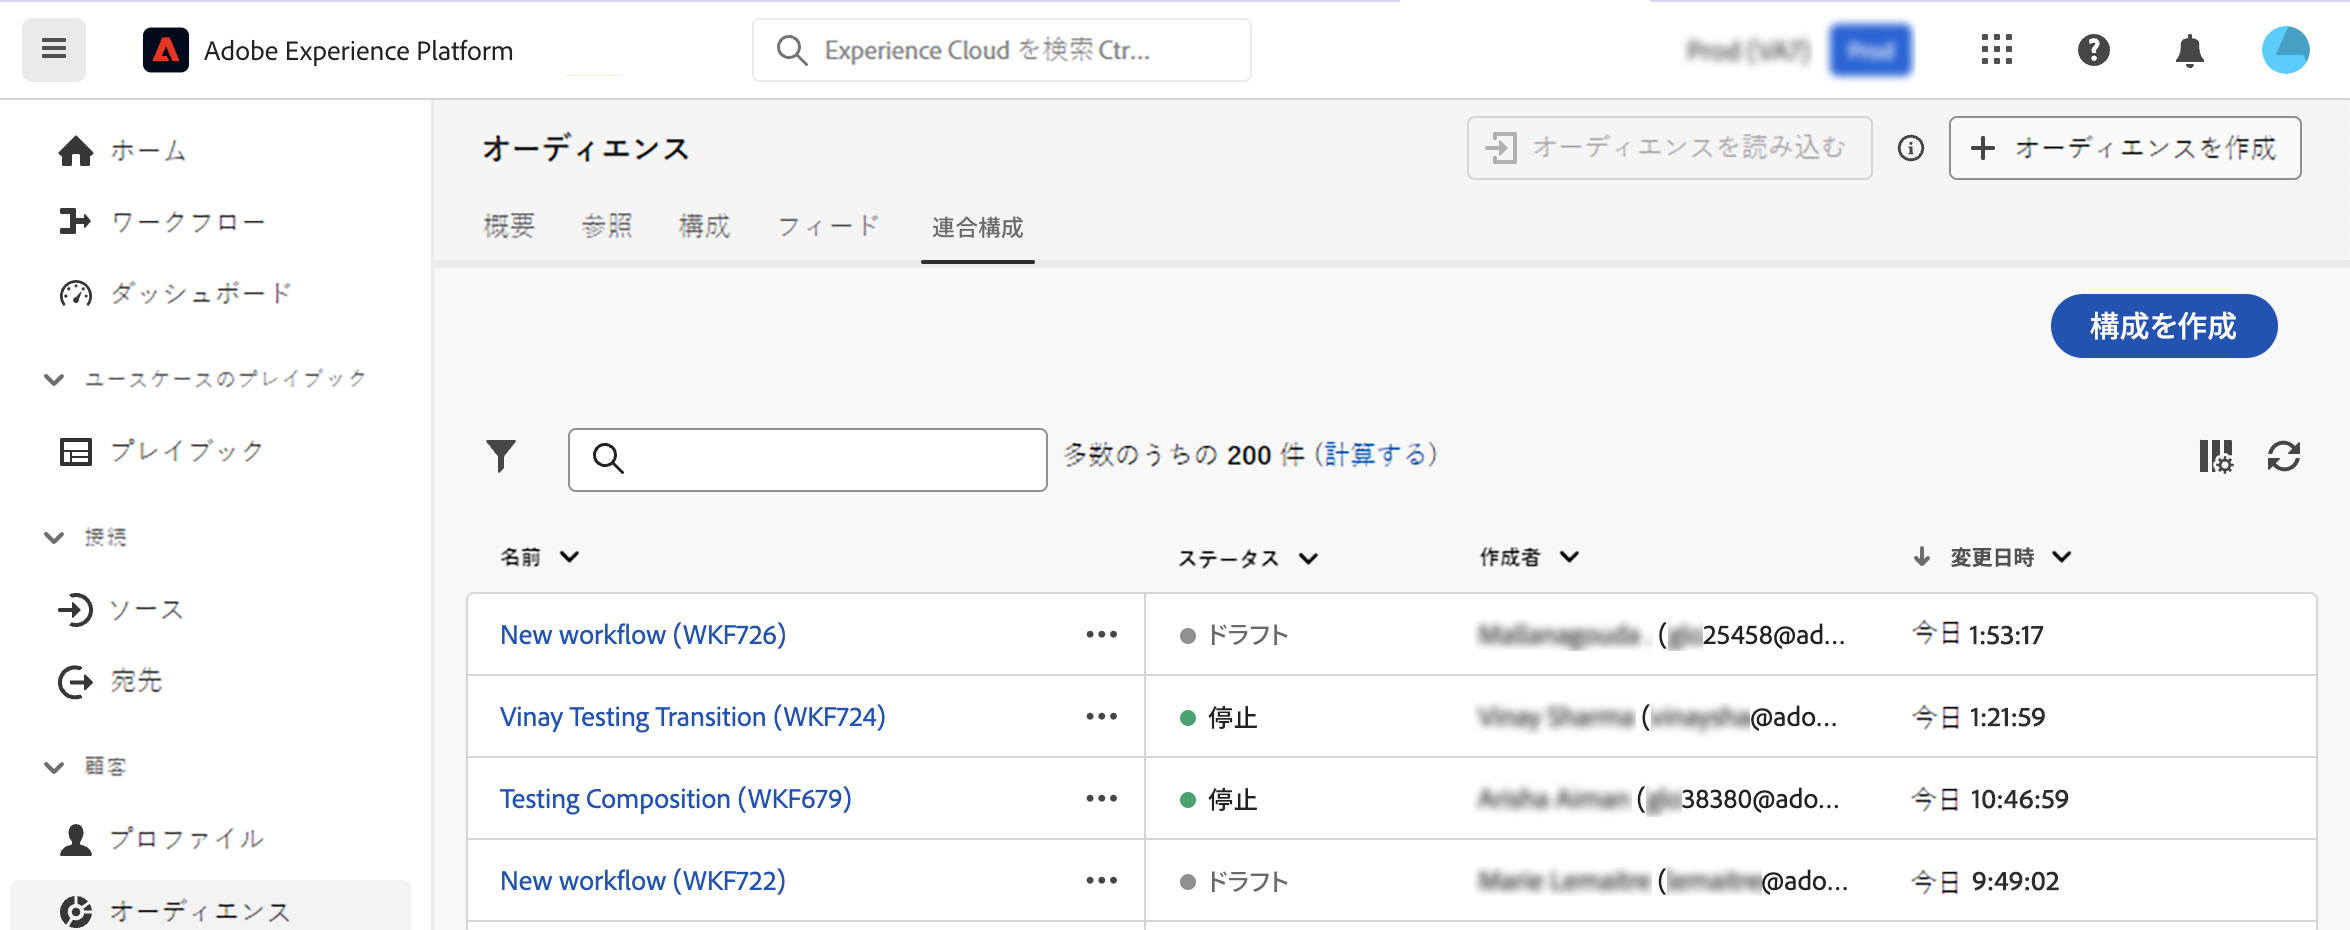 Adobe Experience Platform
Experience Cloud を検索 Ctr...
ホーム
ワークフロー
ダッシュボード
ユースケースのプレイブック
プレイブック
接続
ソース
宛先
顧客
プロファイル
オーディエンス
オーディエンス
オーディエンスを読み込む
オーディエンスを作成
概要 参照 構成 フィード 連合構成
構成を作成
多数のうちの 200 件 (計算する)
名前 ステータス 作成者 変更日時
New workflow (WKF726) ドラフト 25458@ad... 今日 1:53:17
Vinay Testing Transition (WKF724) 停止 @ado... 今日 1:21:59
Testing Composition (WKF679) 停止 38380@ado... 今日 10:46:59
New workflow (WKF722) ドラフト @ado... 今日 9:49:02